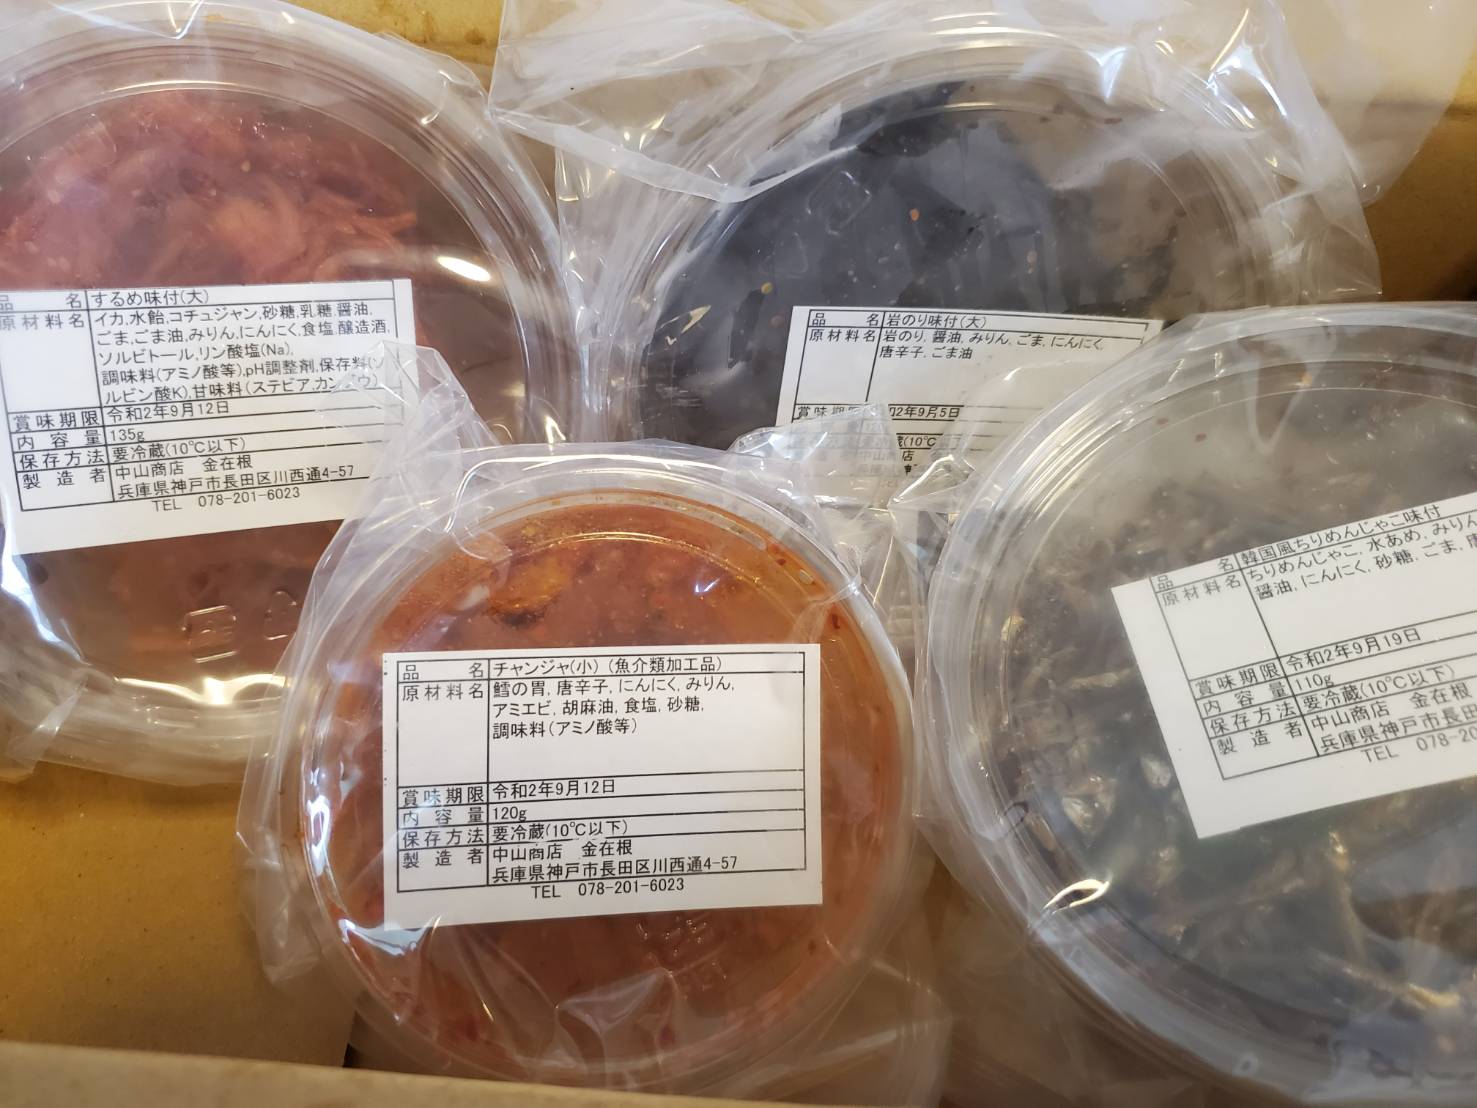 品 名 するめ味付(大)
原材料名 イカ,水飴,コチュジャン,砂糖,乳糖,醤油,
ごま,ごま油,みりん,にんにく,食塩,醸造酒,
ソルビトール,リン酸塩(Na),
調味料(アミノ酸等),pH調整剤,保存料(ソ
ルビン酸K),甘味料(ステビア,カンゾウ)
賞味期限 令和2年9月12日
内容量 135g
保存方法 要冷蔵(10℃以下)
製造者 中山商店 金在根
兵庫県神戸市長田区川西通4-57
TEL 078-201-6023
品 名 岩のり味付(大)
原材料名 岩のり, 醤油, みりん, ごま, にんにく,
唐辛子, ごま油
賞味期 2年9月5日
(10℃以下)
品 名 チャンジャ(小) (魚介類加工品)
原材料名 鱈の胃, 唐辛子, にんにく, みりん,
アミエビ, 胡麻油, 食塩, 砂糖,
調味料(アミノ酸等)
賞味期限 令和2年9月12日
内容量 120g
保存方法 要冷蔵(10℃以下)
製造者 中山商店 金在根
兵庫県神戸市長田区川西通4-57
TEL 078-201-6023
品 名 韓国風ちりめんじゃこ味付
原材料名 ちりめんじゃこ, 水あめ, みりん
醤油, にんにく, 砂糖, ごま,
賞味期限 令和2年9月19日
内容量 110g
保存方法 要冷蔵(10℃以下)
製造者 中山商店 金在根
兵庫県神戸市長田区
TEL 078-20